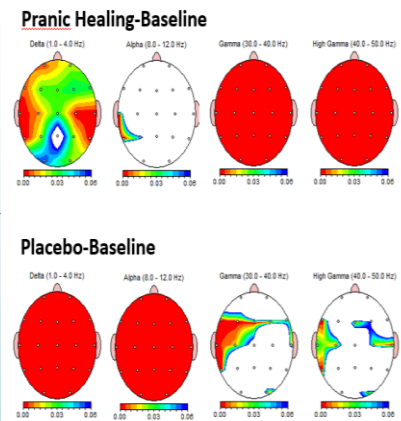 Pranic Healing-Baseline
Delta (1.0 - 4.0 Hz) Alpha (8.0 - 12.0 Hz) Gamma (30.0 - 40.0 Hz) High Gamma (40.0 - 50.0 Hz)
0.00 0.03 0.06 0.00 0.03 0.06 0.00 0.03 0.06 0.00 0.03 0.06
Placebo-Baseline
Delta (1.0 - 4.0 Hz) Alpha (8.0 - 12.0 Hz) Gamma (30.0 - 40.0 Hz) High Gamma (40.0 - 50.0 Hz)
0.00 0.03 0.06 0.00 0.03 0.06 0.00 0.03 0.06 0.00 0.03 0.06